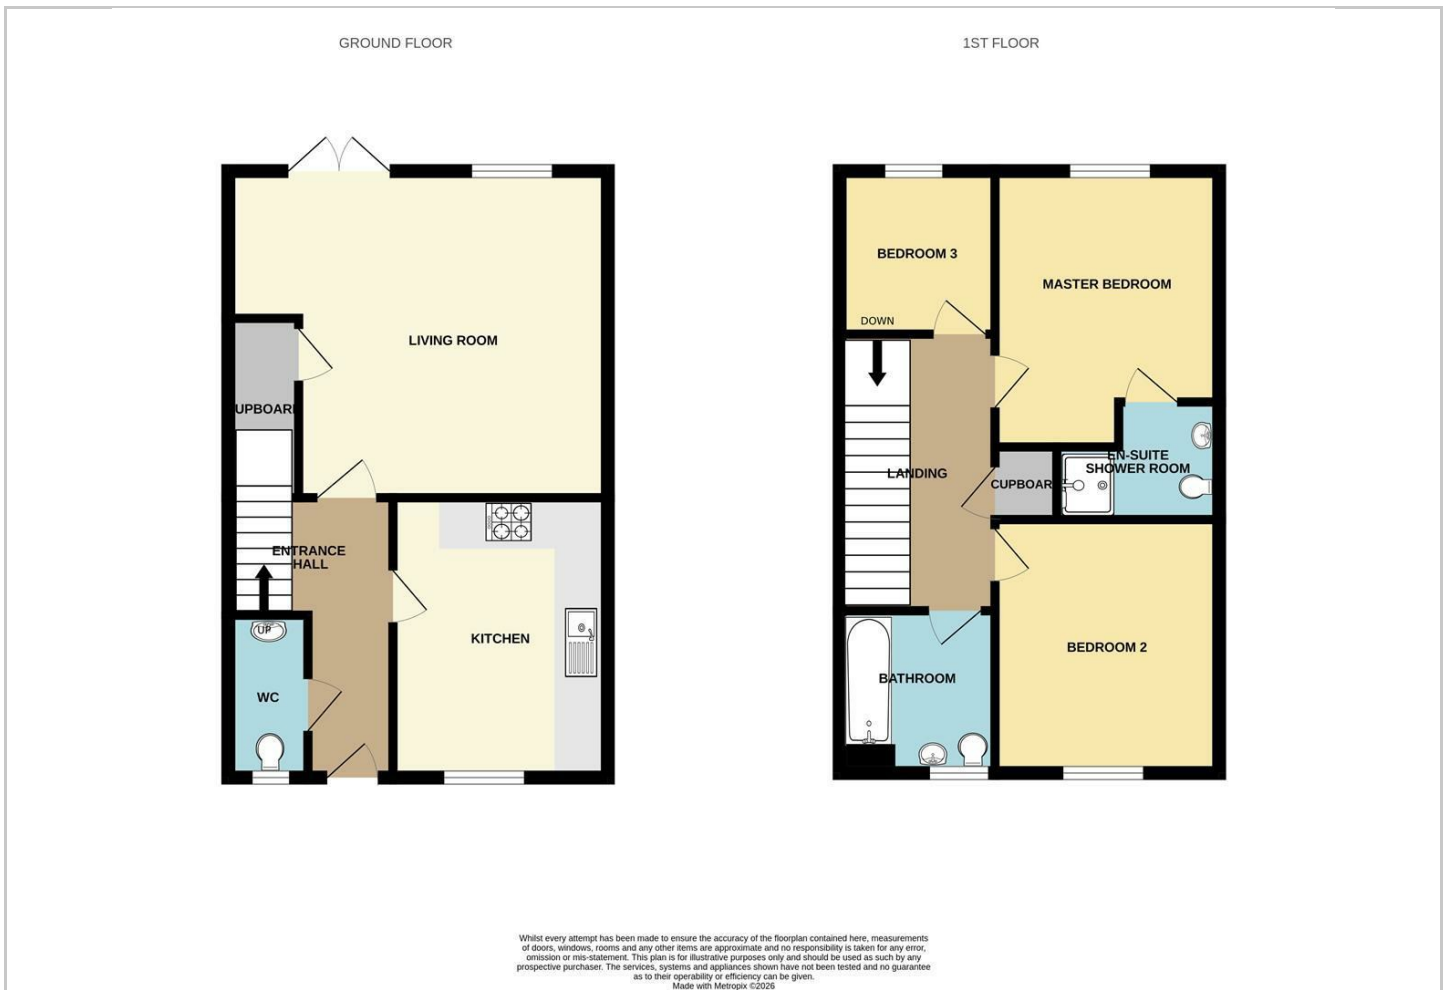 GROUND FLOOR
1ST FLOOR
LIVING ROOM
UPBOAR
ENTRANCE
HALL
KITCHEN
UP
WC
BEDROOM 3
MASTER BEDROOM
DOWN
LANDING
EN-SUITE
SHOWER ROOM
CUPBOAR
BEDROOM 2
BATHROOM
Whilst every attempt has been made to ensure the accuracy of the floorplan contained here, measurements
of doors, windows, rooms and any other items are approximate and no responsibility is taken for any error,
omission or mis-statement. This plan is for illustrative purposes only and should be used as such by any
prospective purchaser. The services, systems and appliances shown have not been tested and no guarantee
as to their operability or efficiency can be given.
Made with Metropix ©2026